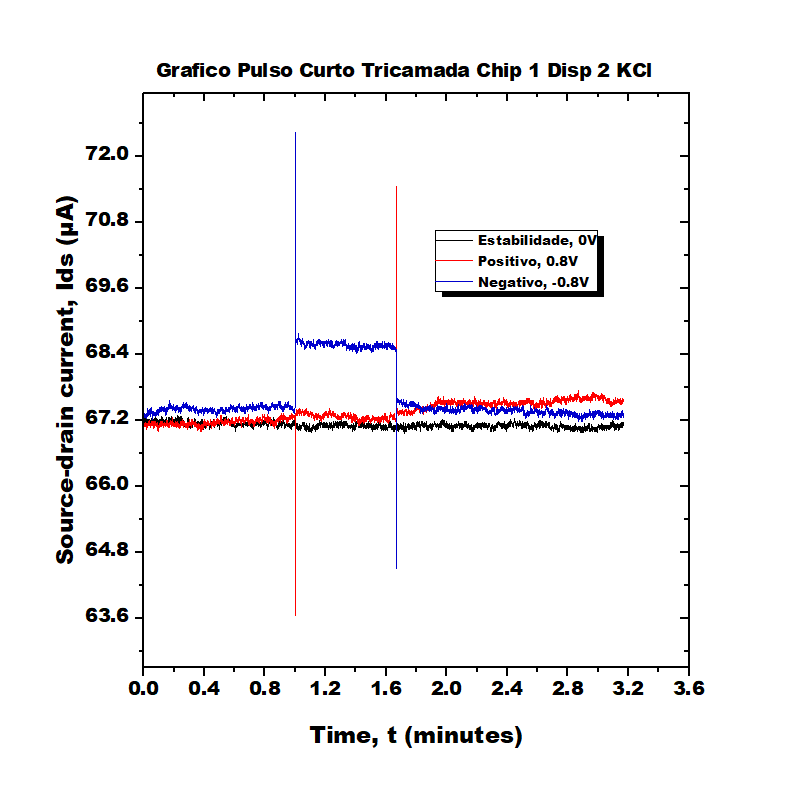 Grafico Pulso Curto Tricamada Chip 1 Disp 2 KCl
72.0
70.8
69.6
68.4
67.2
66.0
64.8
63.6
Source-drain current, Ids (µA)
Estabilidade, 0V
Positivo, 0.8V
Negativo, -0.8V
0.0 0.4 0.8 1.2 1.6 2.0 2.4 2.8 3.2 3.6
Time, t (minutes)